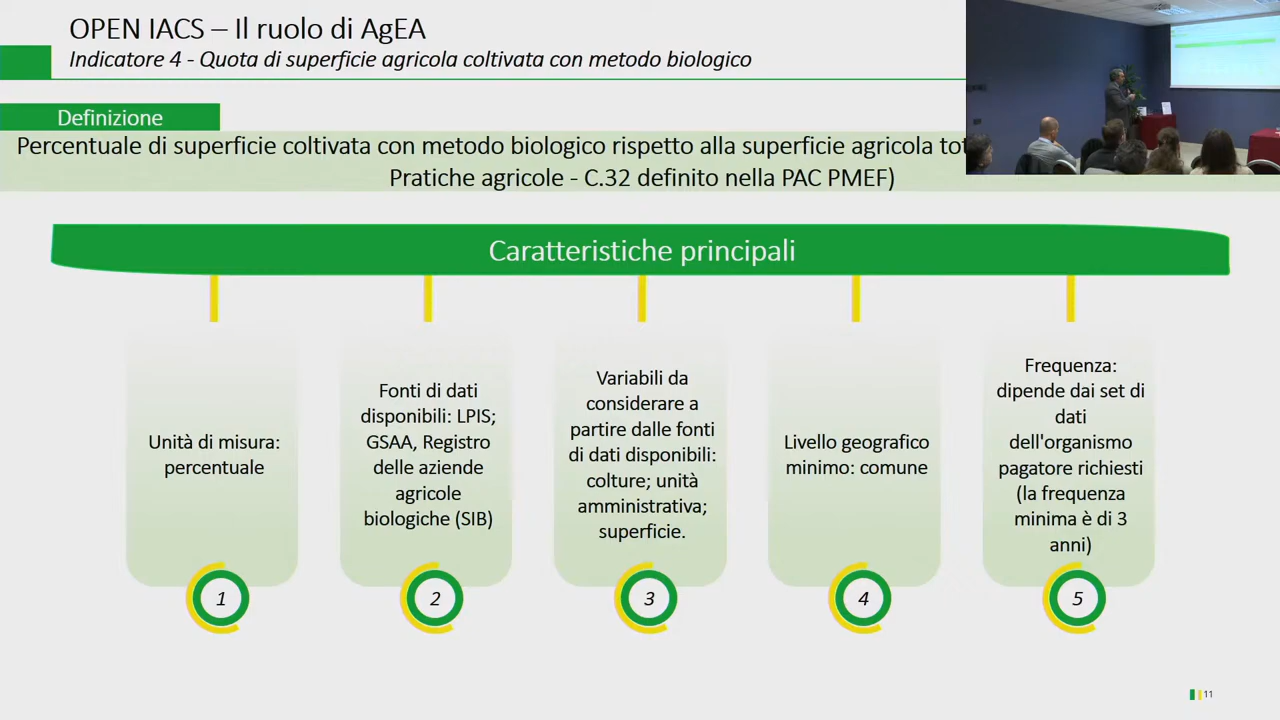 OPEN IACS – Il ruolo di AgEA
Indicatore 4 - Quota di superficie agricola coltivata con metodo biologico
Definizione
Percentuale di superficie coltivata con metodo biologico rispetto alla superficie agricola
Pratiche agricole - C.32 definito nella PAC PMEF)
Caratteristiche principali
Unità di misura:
percentuale
1
Fonti di dati
disponibili: LPIS;
GSAA, Registro
delle aziende
agricole
biologiche (SIB)
2
Variabili da
considerare a
partire dalle fonti
di dati disponibili:
colture; unità
amministrativa;
superficie.
3
Livello geografico
minimo: comune
4
Frequenza:
dipende dai set di
dati
dell'organismo
pagatore richiesti
(la frequenza
minima è di 3
anni)
5
11